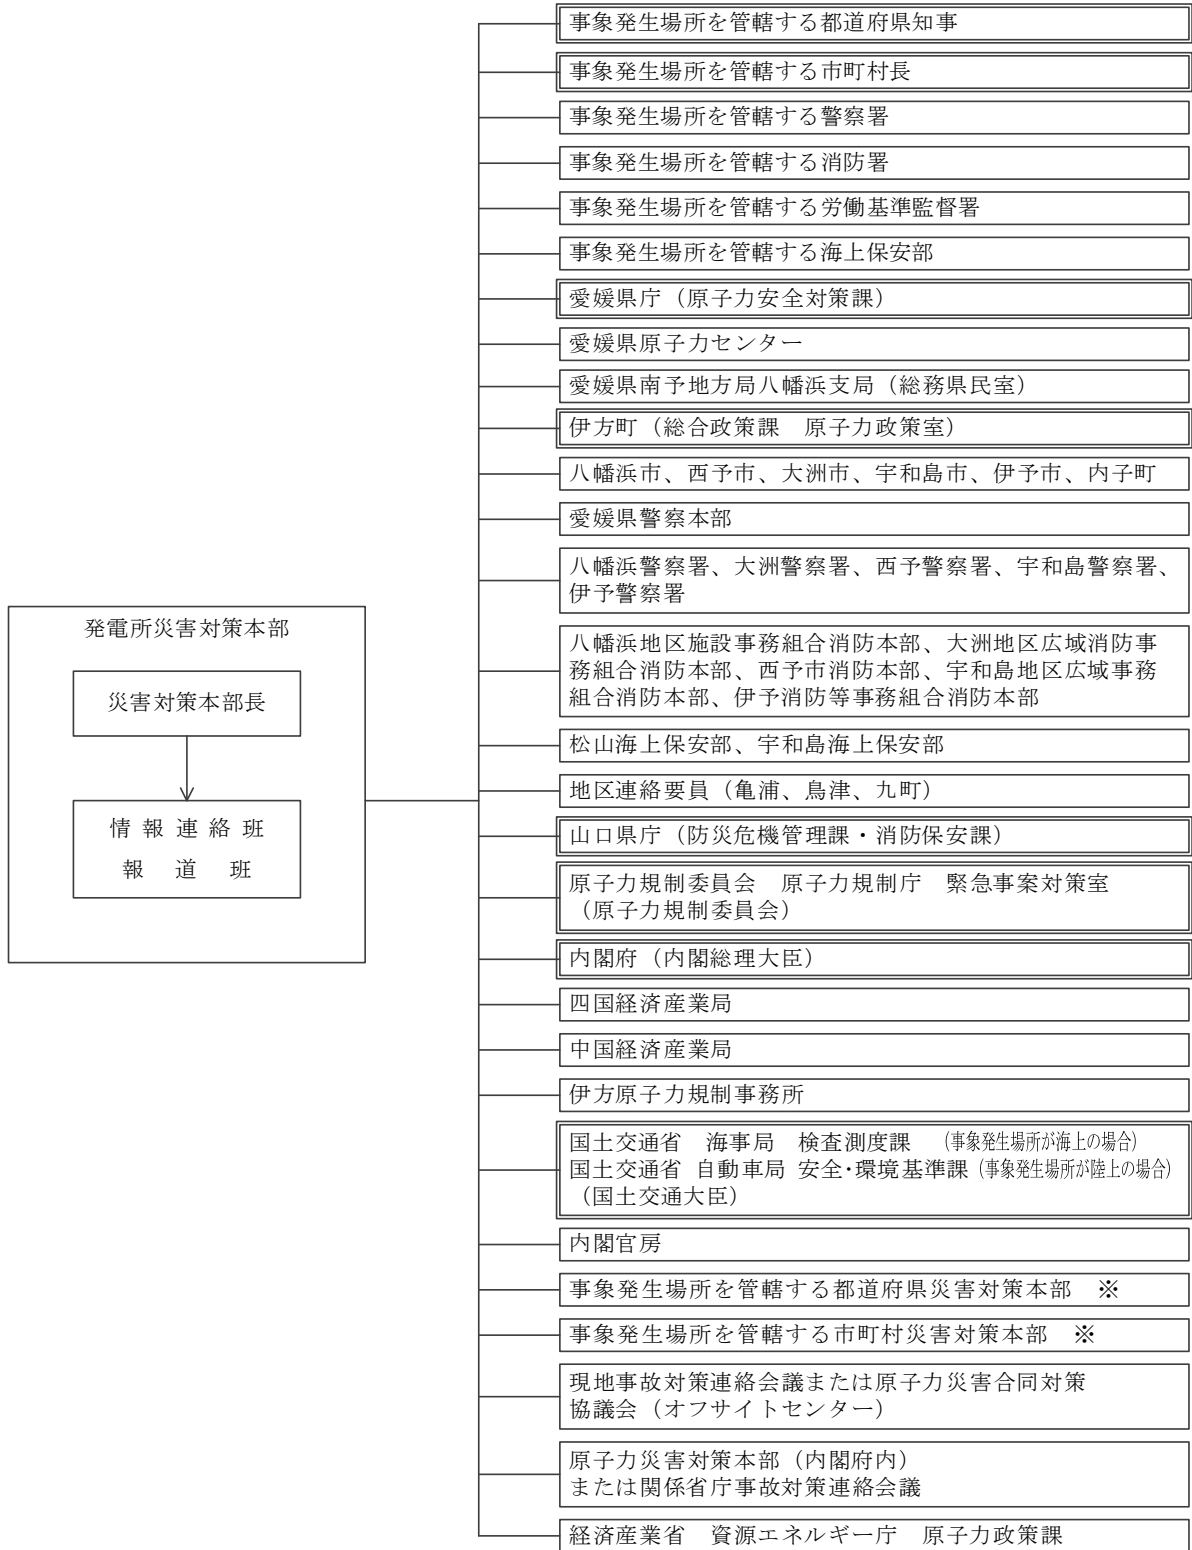 事象発生場所を管轄する都道府県知事
事象発生場所を管轄する市町村長
事象発生場所を管轄する警察署
事象発生場所を管轄する消防署
事象発生場所を管轄する労働基準監督署
事象発生場所を管轄する海上保安部
愛媛県庁（原子力安全対策課）
愛媛県原子力センター
愛媛県南予地方局八幡浜支局（総務県民室）
伊方町（総合政策課　原子力政策室）
八幡浜市、西予市、大洲市、宇和島市、伊予市、内子町
愛媛県警察本部
八幡浜警察署、大洲警察署、西予警察署、宇和島警察署、
伊予警察署
発電所災害対策本部
災害対策本部長
情報連絡班
報道班
八幡浜地区施設事務組合消防本部、大洲地区広域消防事
務組合消防本部、西予市消防本部、宇和島地区広域事務
組合消防本部、伊予消防等事務組合消防本部
松山海上保安部、宇和島海上保安部
地区連絡要員（亀浦、鳥津、九町）
山口県庁（防災危機管理課・消防保安課）
原子力規制委員会　原子力規制庁　緊急事案対策室
（原子力規制委員会）
内閣府（内閣総理大臣）
四国経済産業局
中国経済産業局
伊方原子力規制事務所
国土交通省　海事局　検査測度課　（事象発生場所が海上の場合）
国土交通省 自動車局 安全・環境基準課（事象発生場所が陸上の場合）
（国土交通大臣）
内閣官房
事象発生場所を管轄する都道府県災害対策本部　※
事象発生場所を管轄する市町村災害対策本部　※
現地事故対策連絡会議または原子力災害合同対策
協議会（オフサイトセンター）
原子力災害対策本部（内閣府内）
または関係省庁事故対策連絡会議
経済産業省　資源エネルギー庁　原子力政策課